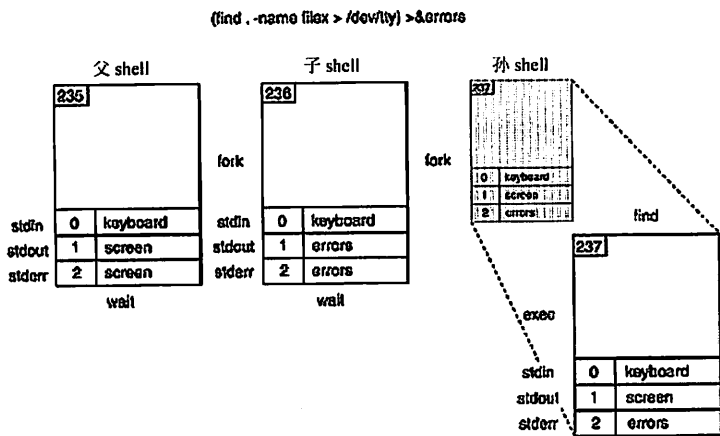 (find . -name filex > /dev/tty) >&errors
父 shell
子 shell
孙 shell
235
236
237
fork
fork
stdin 0 keyboard
stdout 1 screen
stderr 2 screen
wait
stdin 0 keyboard
stdout 1 errors
stderr 2 errors
wait
0 keyboard
1 screen
2 errors
find
237
exec
stdin 0 keyboard
stdout 1 screen
stderr 2 errors